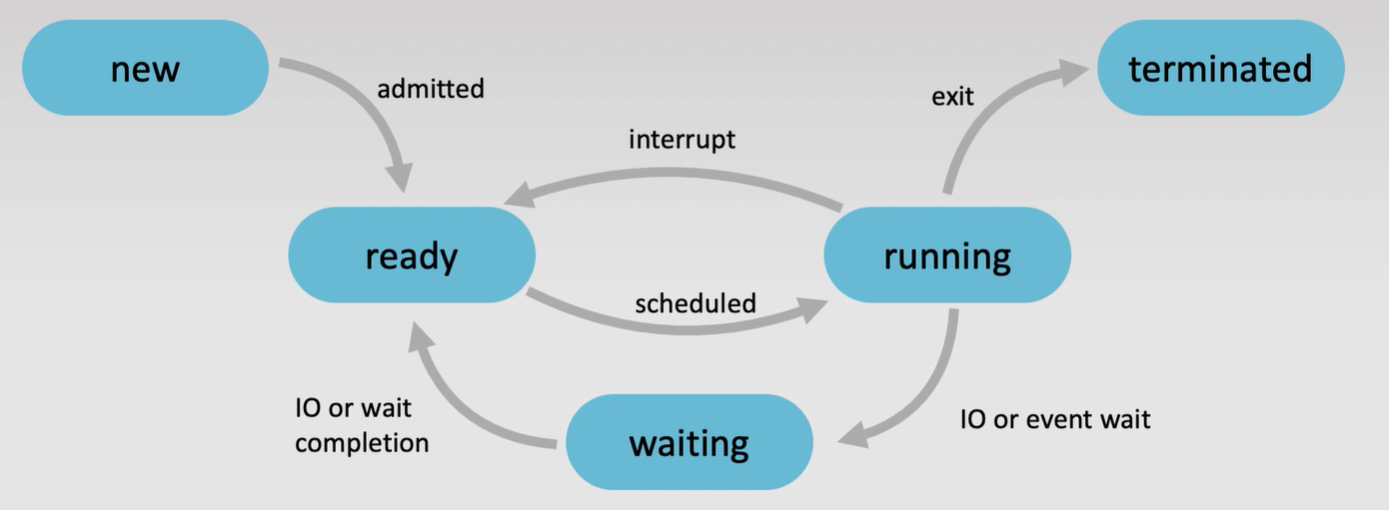 new
terminated
admitted
exit
interrupt
ready
running
scheduled
IO or wait
completion
waiting
IO or event wait